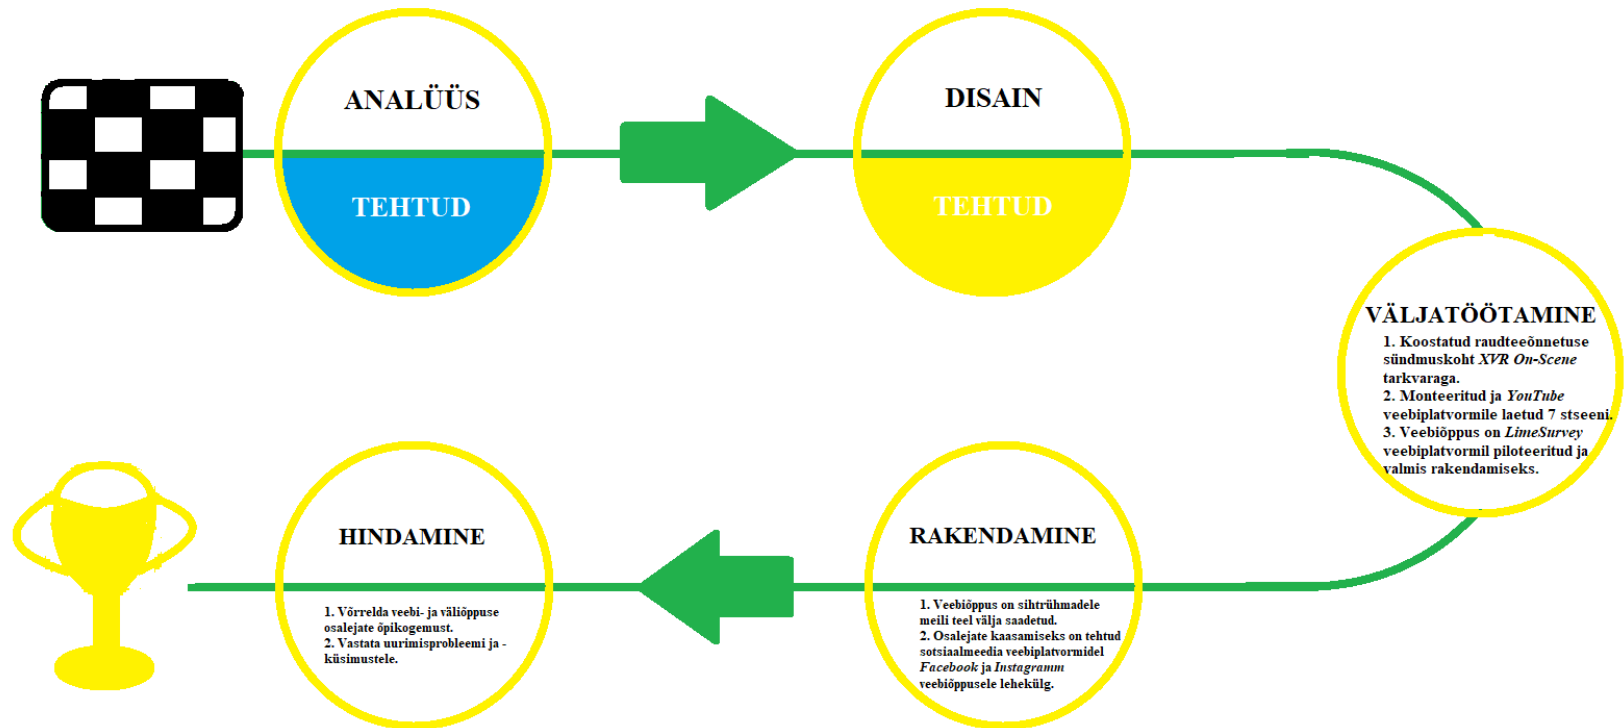 ANALÜÜS
TEHTUD
DISAIN
TEHTUD
VÄLJATÖÖTAMINE
1. Koostatud raudteeõnnetuse
sündmuskoht XVR On-Scene
tarkvaraga.
2. Monteeritud ja YouTube
veebiplatvormile laetud 7 stseeni.
3. Veebiõppus on LimeSurvey
veebiplatvormil piloteeritud ja
valmis rakendamiseks.
RAKENDAMINE
1. Veebiõppus on sihtrühmadele
meili teel välja saadetud.
2. Osalejate kaasamiseks on tehtud
sotsiaalmeedia veebiplatvormidel
Facebook ja Instagramm
veebiõppusele lehekülg.
HINDAMINE
1. Võrrelda veebi- ja väliõppuse
osalejate õpikogemust.
2. Vastata uurimisprobleemi ja -
küsimustele.